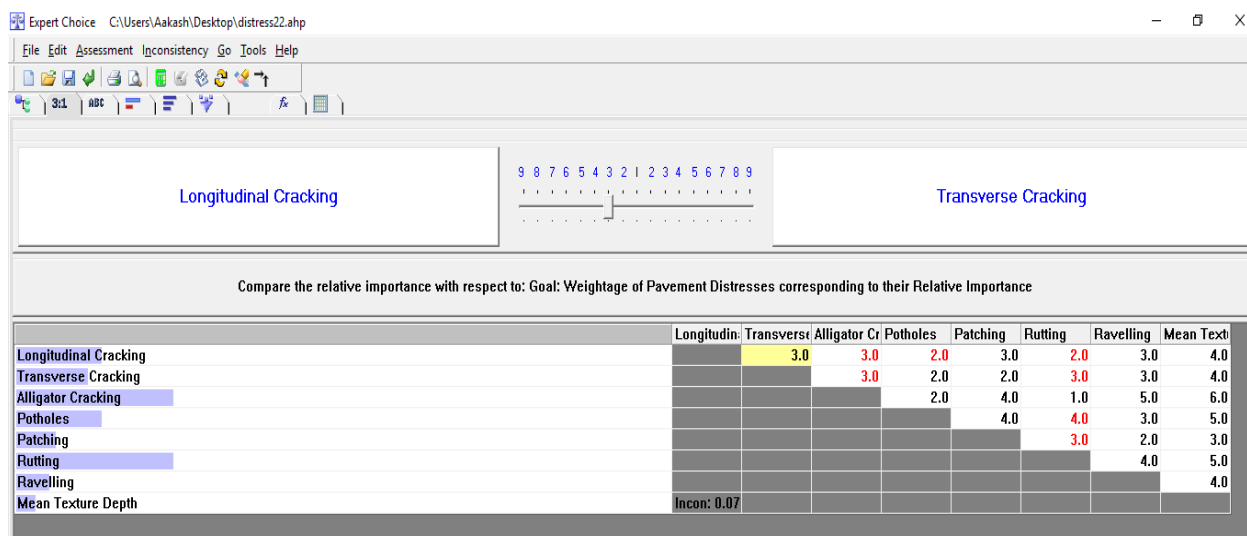 Expert Choice C:\Users\Aakash\Desktop\distress22.ahp
File Edit Assessment Inconsistency Go Tools Help
3:1 ABC fx
9 8 7 6 5 4 3 2 1 2 3 4 5 6 7 8 9
Longitudinal Cracking Transverse Cracking
Compare the relative importance with respect to: Goal: Weightage of Pavement Distresses corresponding to their Relative Importance
Longitudin Transverse Alligator Cr Potholes Patching Rutting Ravelling Mean Text
Longitudinal Cracking 3.0 3.0 2.0 3.0 2.0 3.0 4.0
Transverse Cracking 3.0 2.0 2.0 3.0 3.0 4.0
Alligator Cracking 2.0 4.0 1.0 5.0 6.0
Potholes 4.0 4.0 3.0 5.0
Patching 3.0 2.0 3.0
Rutting 4.0 5.0
Ravelling 4.0
Mean Texture Depth Incon: 0.07